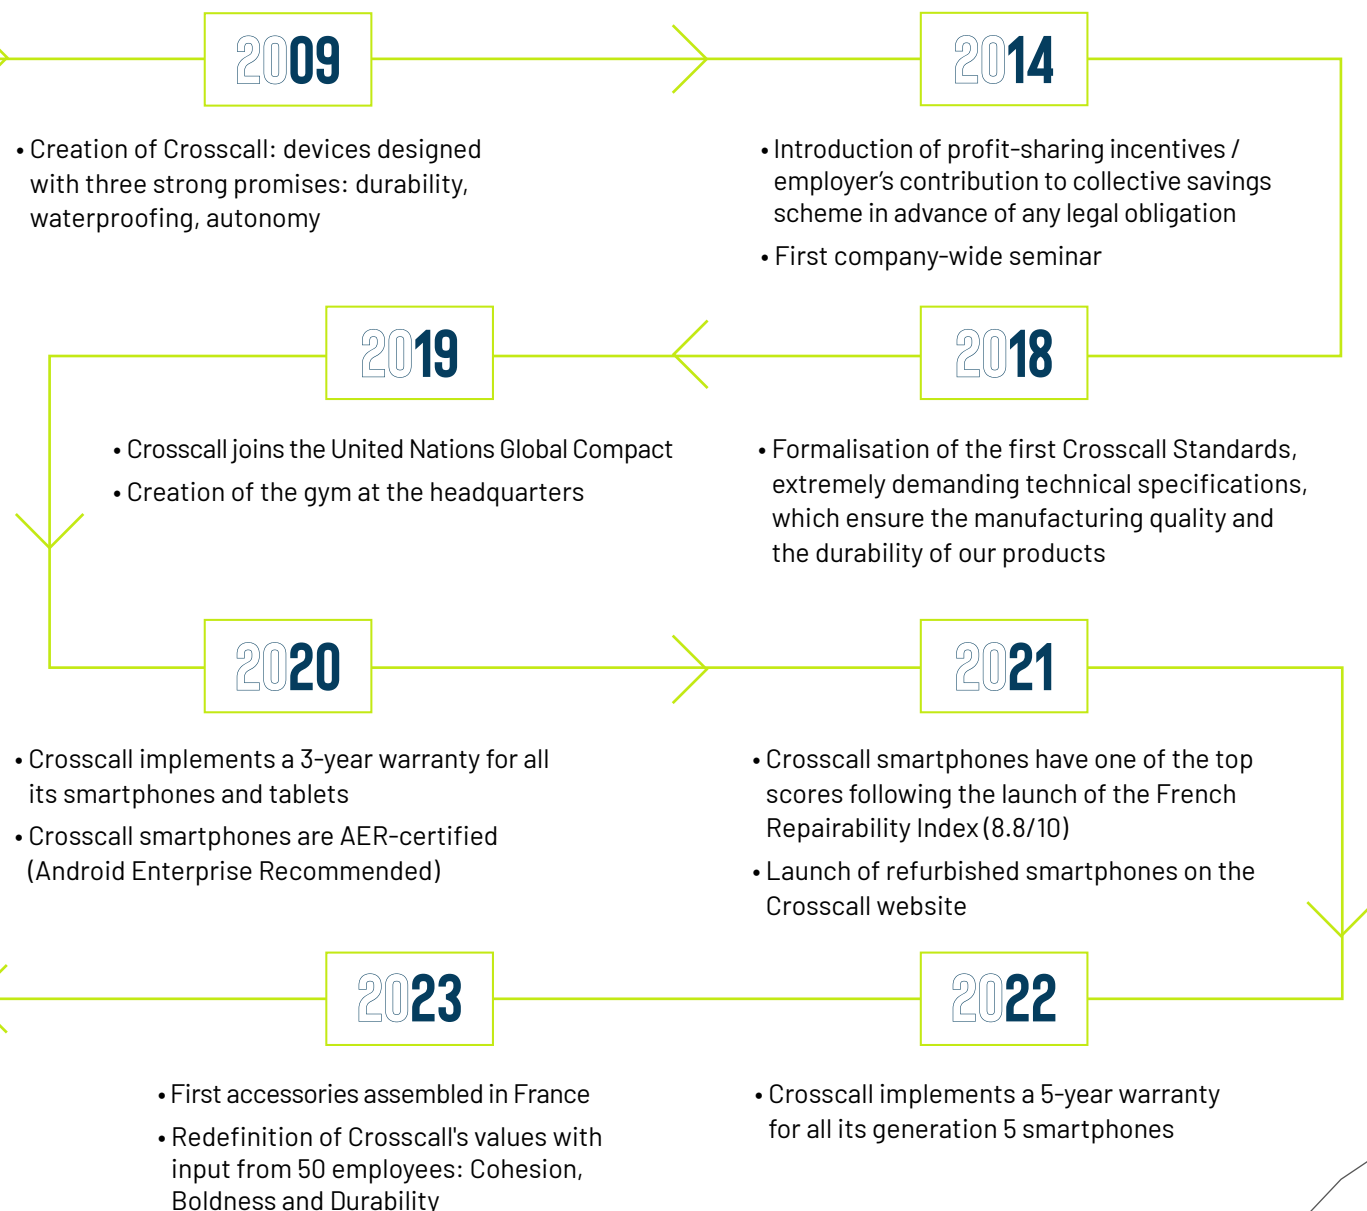 2009
• Creation of Crosscall: devices designed
with three strong promises: durability,
waterproofing, autonomy
2014
• Introduction of profit-sharing incentives /
employer’s contribution to collective savings
scheme in advance of any legal obligation
• First company-wide seminar
2018
• Formalisation of the first Crosscall Standards,
extremely demanding technical specifications,
which ensure the manufacturing quality and
the durability of our products
2019
• Crosscall joins the United Nations Global Compact
• Creation of the gym at the headquarters
2020
• Crosscall implements a 3-year warranty for all
its smartphones and tablets
• Crosscall smartphones are AER-certified
(Android Enterprise Recommended)
2021
• Crosscall smartphones have one of the top
scores following the launch of the French
Repairability Index (8.8/10)
• Launch of refurbished smartphones on the
Crosscall website
2022
• Crosscall implements a 5-year warranty
for all its generation 5 smartphones
2023
• First accessories assembled in France
• Redefinition of Crosscall's values with
input from 50 employees: Cohesion,
Boldness and Durability